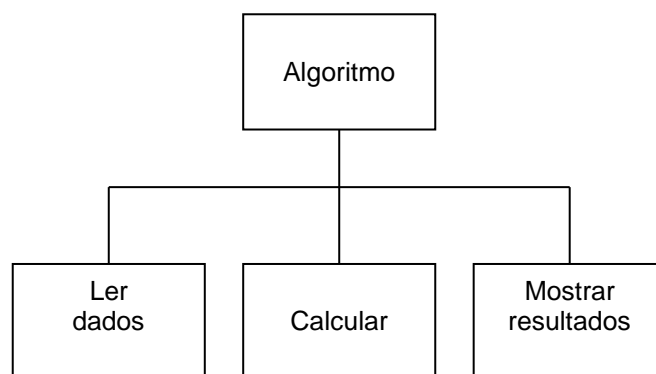 Algoritmo
Ler
dados
Calcular
Mostrar
resultados